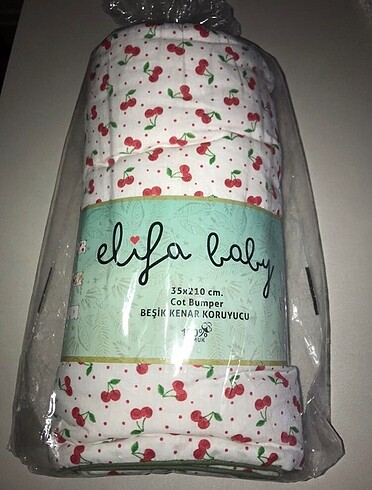 elifa baby
35x210 cm.
Cot Bumper
BEŞİK KENAR KORUYUCU